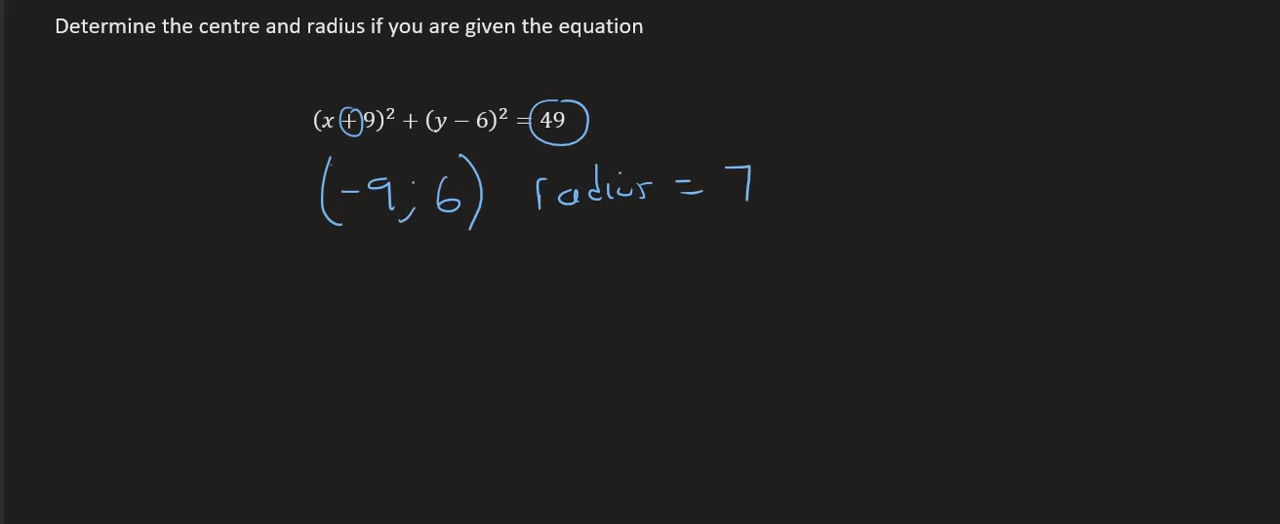 Determine the centre and radius if you are given the equation
(x + 9)² + (y − 6)² = 49
(-9; 6) radius = 7